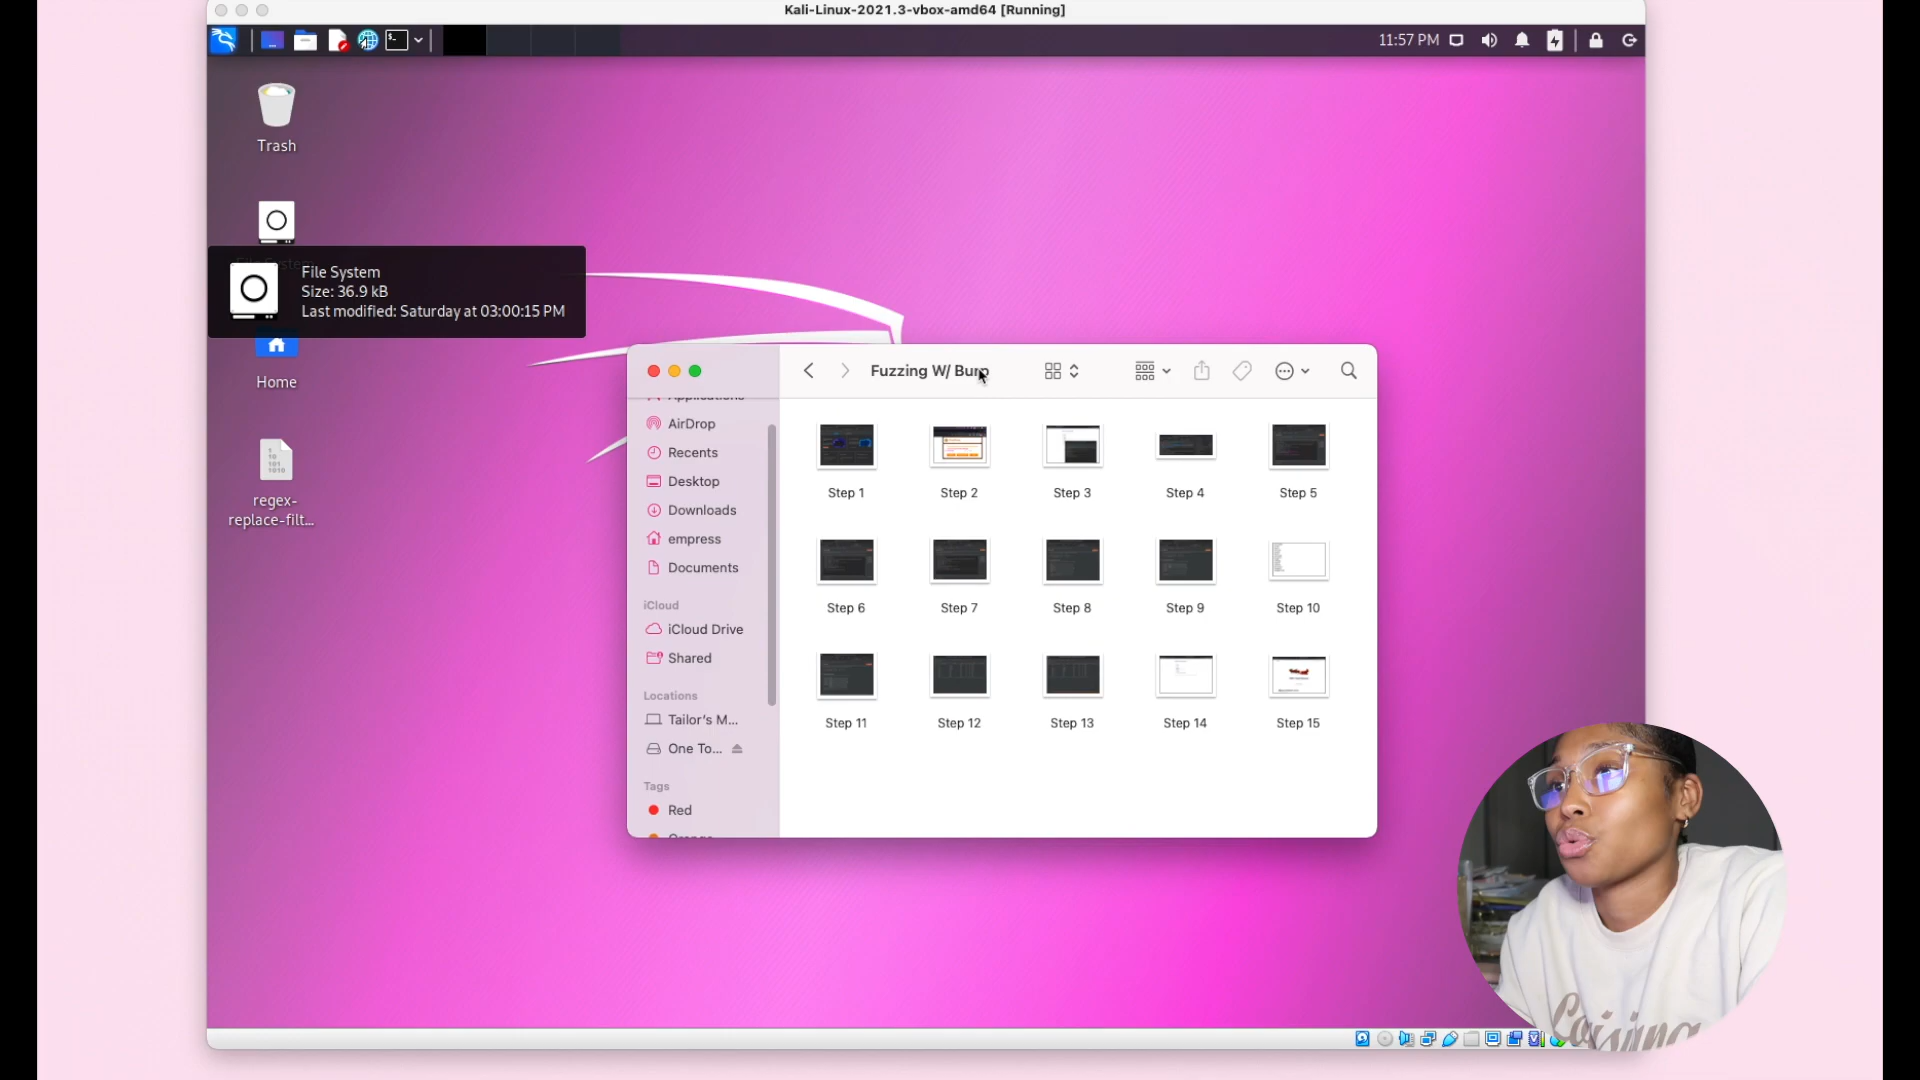 Kali-Linux-2021.3-vbox-amd64 [Running]
11:57 PM
Trash
File System
Size: 36.9 kB
Last modified: Saturday at 03:00:15 PM
Home
regex-
replace-filt...
Fuzzing W/ Burp
AirDrop
Recents
Desktop
Downloads
empress
Documents
iCloud
iCloud Drive
Shared
Locations
Tailor's M...
One To...
Tags
Red
Step 1
Step 2
Step 3
Step 4
Step 5
Step 6
Step 7
Step 8
Step 9
Step 10
Step 11
Step 12
Step 13
Step 14
Step 15